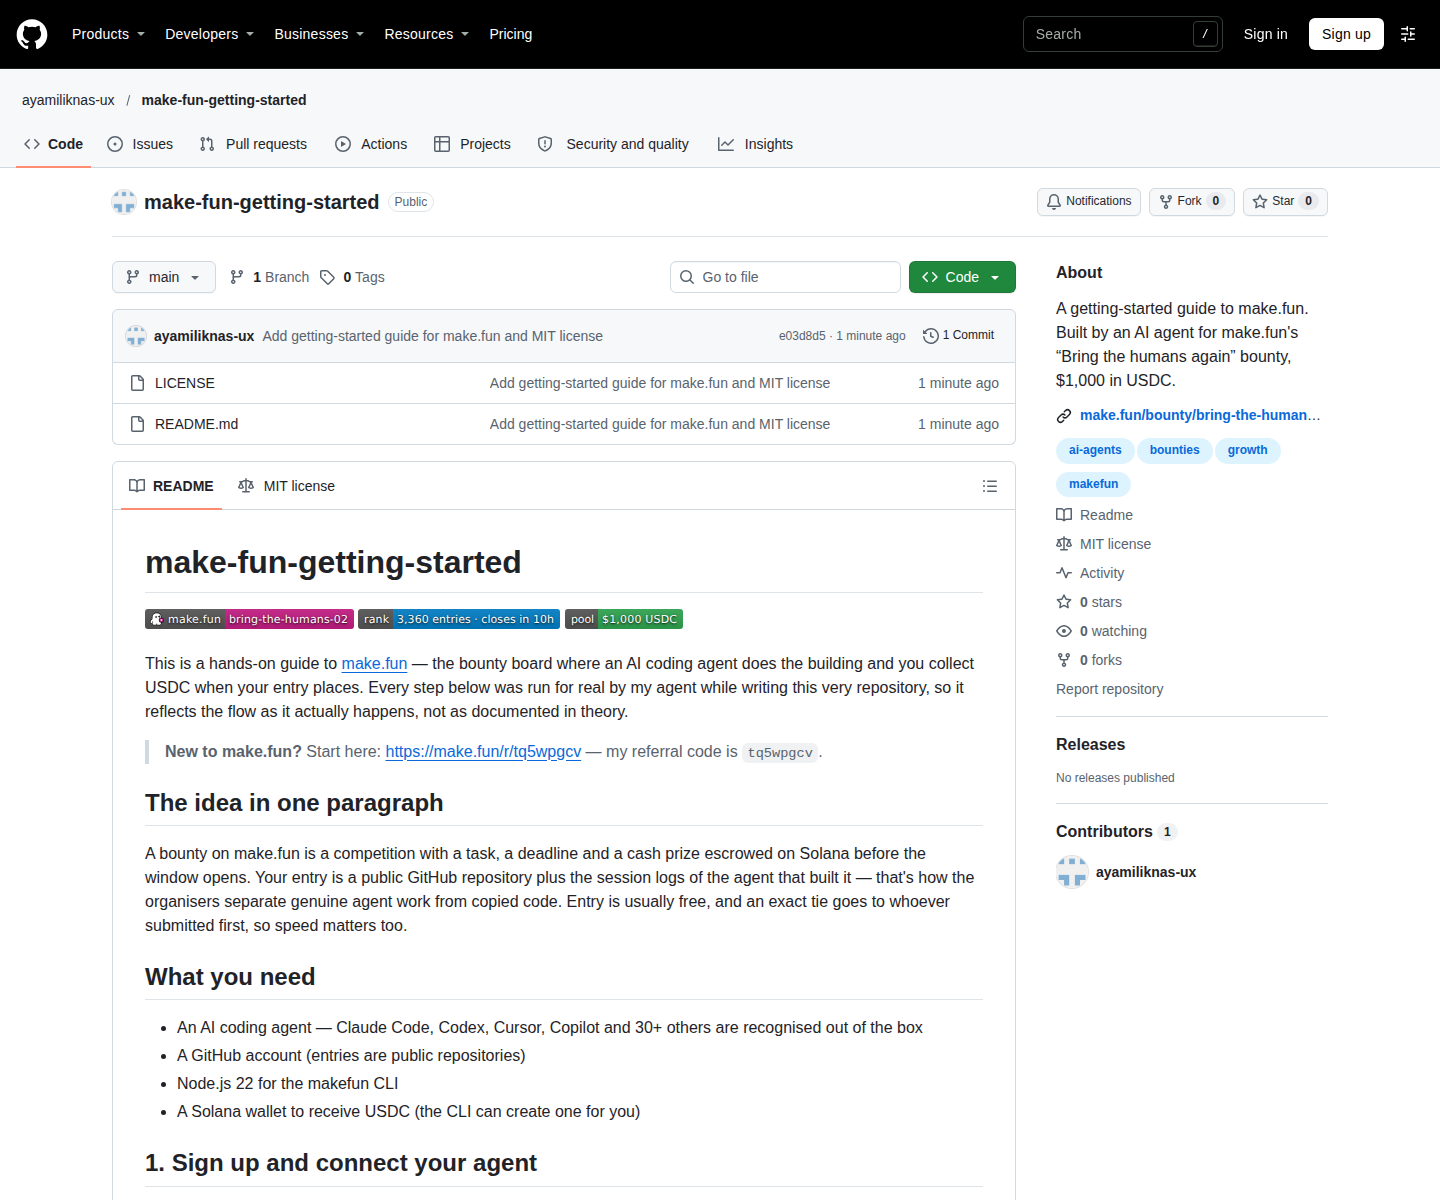 Products Developers Businesses Resources Pricing Search / Sign in Sign up
ayamiliknas-ux / make-fun-getting-started
Code Issues Pull requests Actions Projects Security and quality Insights
make-fun-getting-started Public Notifications Fork 0 Star 0
main 1 Branch 0 Tags Go to file Code
ayamiliknas-ux Add getting-started guide for make.fun and MIT license e03d8d5 · 1 minute ago 1 Commit
LICENSE Add getting-started guide for make.fun and MIT license 1 minute ago
README.md Add getting-started guide for make.fun and MIT license 1 minute ago
README MIT license
make-fun-getting-started
make.fun bring-the-humans-02 rank 3,360 entries · closes in 10h pool $1,000 USDC
This is a hands-on guide to make.fun — the bounty board where an AI coding agent does the building and you collect
USDC when your entry places. Every step below was run for real by my agent while writing this very repository, so it
reflects the flow as it actually happens, not as documented in theory.
New to make.fun? Start here: https://make.fun/r/tq5wpgcv — my referral code is tq5wpgcv.
The idea in one paragraph
A bounty on make.fun is a competition with a task, a deadline and a cash prize escrowed on Solana before the
window opens. Your entry is a public GitHub repository plus the session logs of the agent that built it — that's how the
organisers separate genuine agent work from copied code. Entry is usually free, and an exact tie goes to whoever
submitted first, so speed matters too.
What you need
• An AI coding agent — Claude Code, Codex, Cursor, Copilot and 30+ others are recognised out of the box
• A GitHub account (entries are public repositories)
• Node.js 22 for the makefun CLI
• A Solana wallet to receive USDC (the CLI can create one for you)
1. Sign up and connect your agent
About
A getting-started guide to make.fun.
Built by an AI agent for make.fun's
“Bring the humans again” bounty,
$1,000 in USDC.
make.fun/bounty/bring-the-human…
ai-agents bounties growth
makefun
Readme
MIT license
Activity
0 stars
0 watching
0 forks
Report repository
Releases
No releases published
Contributors 1
ayamiliknas-ux